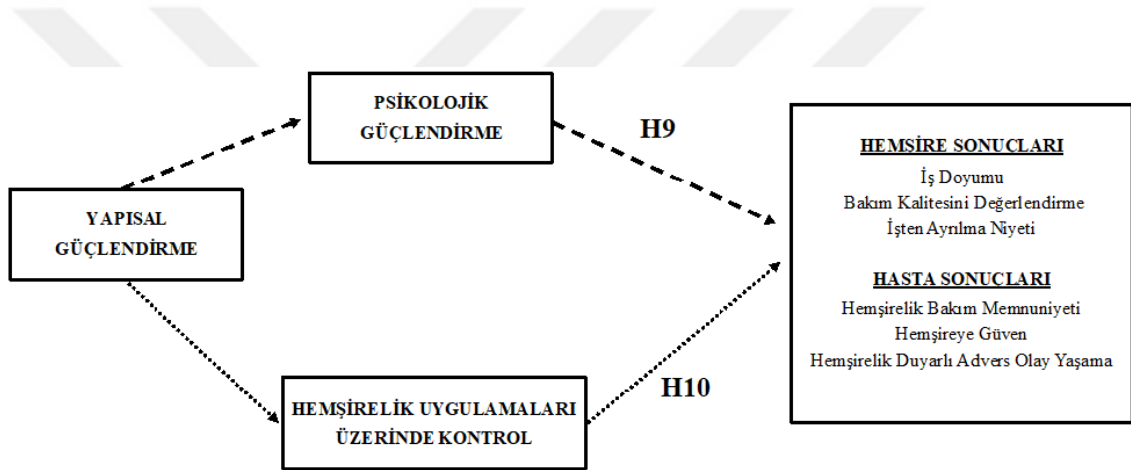 PSİKOLOJİK
GÜÇLENDİRME
H9
YAPISAL
GÜÇLENDİRME
HEMŞİRE SONUÇLARI
İş Doyumu
Bakım Kalitesini Değerlendirme
İşten Ayrılma Niyeti
HASTA SONUÇLARI
Hemşirelik Bakım Memnuniyeti
Hemşireye Güven
Hemşirelik Duyarlı Advers Olay Yaşama
HEMŞİRELİK UYGULAMALARI
ÜZERİNDE KONTROL
H10